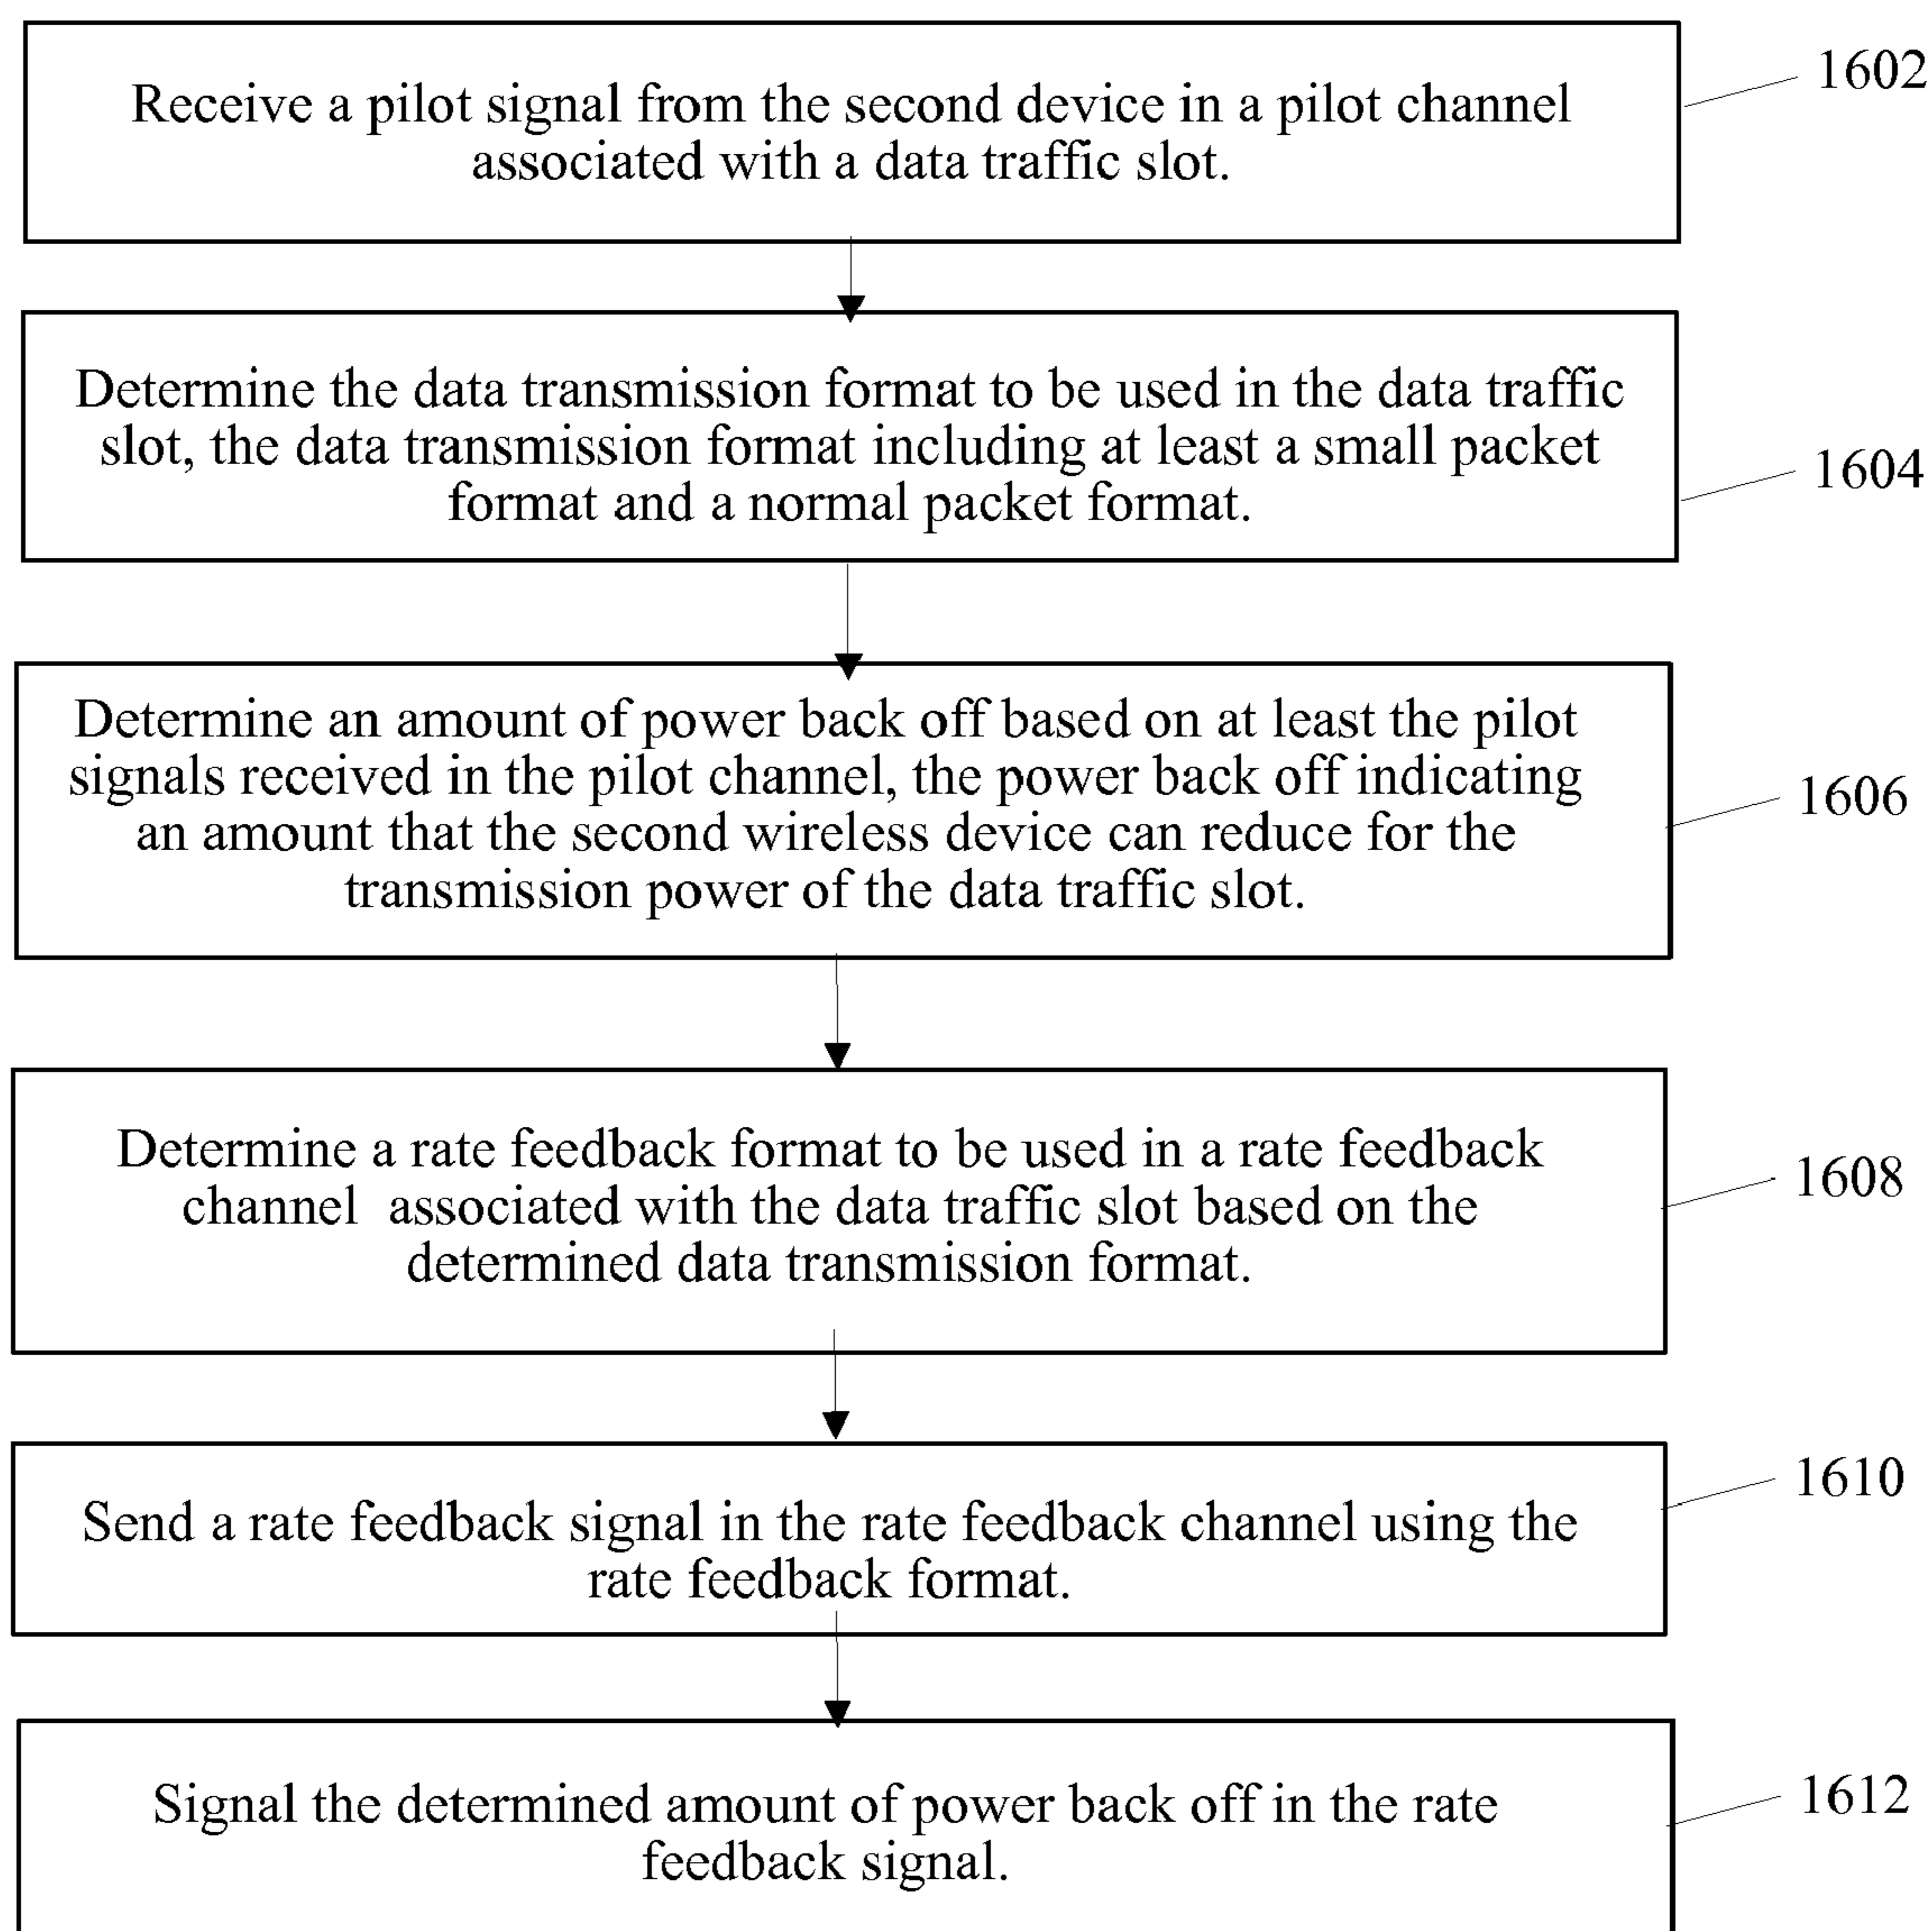 Receive a pilot signal from the second device in a pilot channel
associated with a data traffic slot.
1602
Determine the data transmission format to be used in the data traffic
slot, the data transmission format including at least a small packet
format and a normal packet format.
1604
Determine an amount of power back off based on at least the pilot
signals received in the pilot channel, the power back off indicating
an amount that the second wireless device can reduce for the
transmission power of the data traffic slot.
1606
Determine a rate feedback format to be used in a rate feedback
channel associated with the data traffic slot based on the
determined data transmission format.
1608
Send a rate feedback signal in the rate feedback channel using the
rate feedback format.
1610
Signal the determined amount of power back off in the rate
feedback signal.
1612